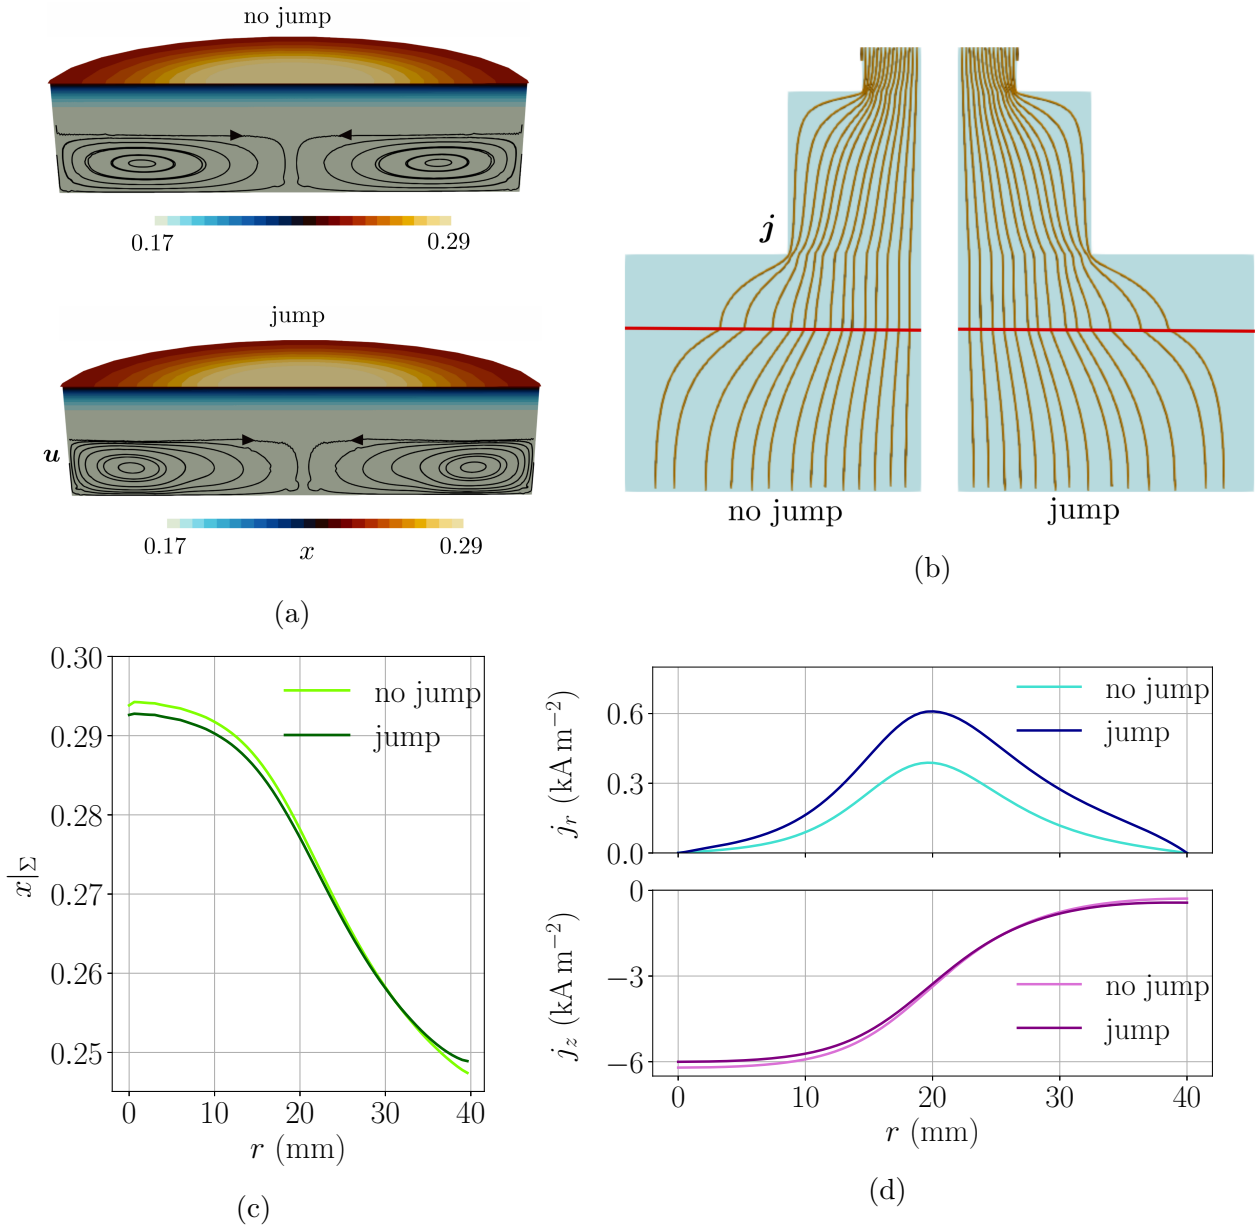 no jump
0.17 0.29
jump
u
0.17 0.29
x
(a)
j
no jump jump
(b)
0.30
0.29
0.28
0.27
0.26
0.25
x|Σ
no jump
jump
0 10 20 30 40
r (mm)
(c)
0.6
0.3
0.0
j_r (kA m⁻²)
no jump
jump
0
−3
−6
j_z (kA m⁻²)
no jump
jump
0 10 20 30 40
r (mm)
(d)